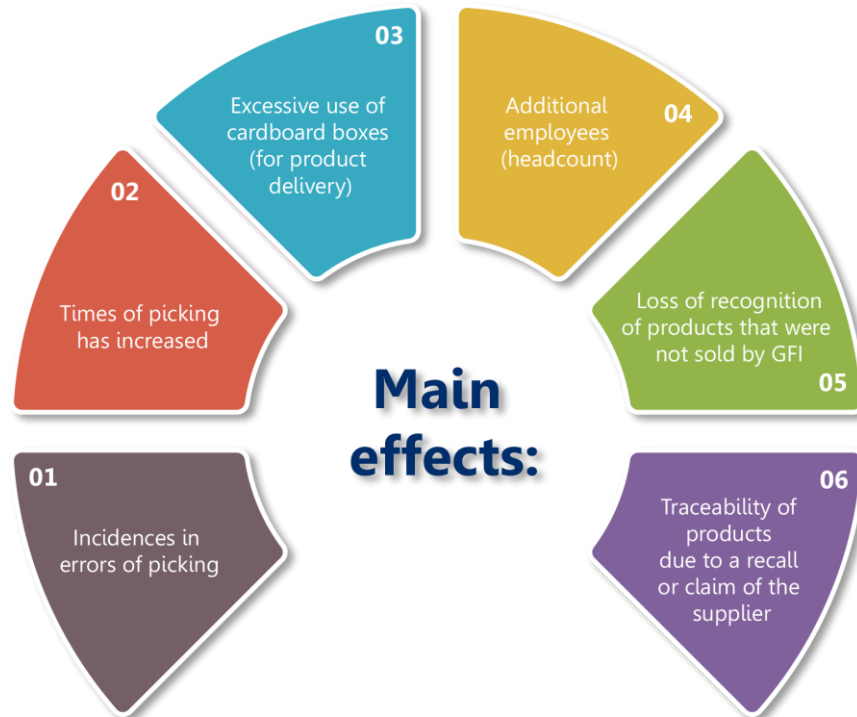 Main
effects:
01
Incidences in
errors of picking
02
Times of picking
has increased
03
Excessive use of
cardboard boxes
(for product
delivery)
04
Additional
employees
(headcount)
Loss of recognition
of products that were
not sold by GFI
05
06
Traceability of
products
due to a recall
or claim of the
supplier